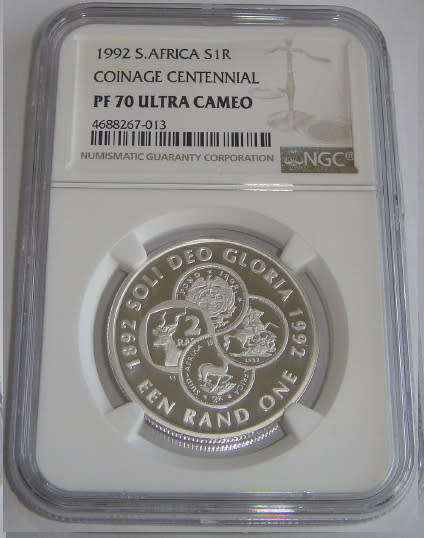 1992 S.AFRICA S1R
COINAGE CENTENNIAL
PF 70 ULTRA CAMEO
4688267-013
NUMISMATIC GUARANTY CORPORATION
NGC®
1892 SOLI DEO GLORIA 1992
EEN RAND ONE
2